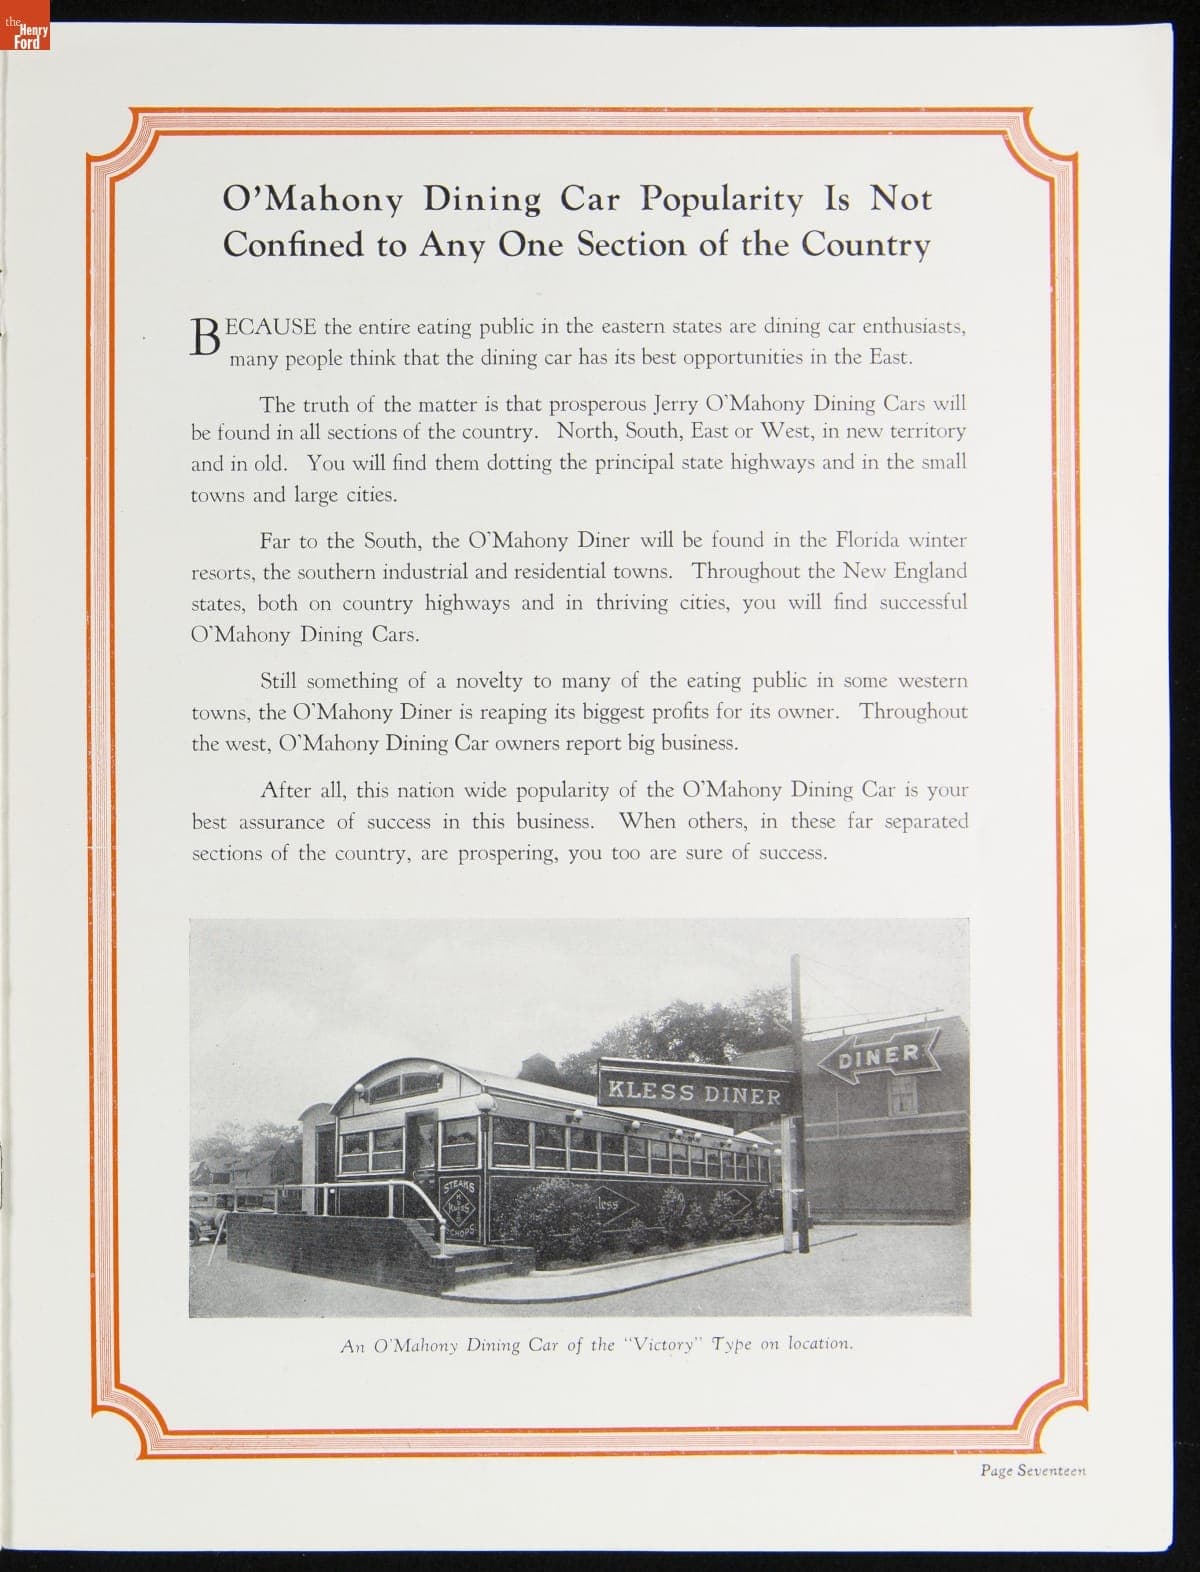 the
Henry
Ford
O'Mahony Dining Car Popularity Is Not
Confined to Any One Section of the Country
BECAUSE the entire eating public in the eastern states are dining car enthusiasts,
many people think that the dining car has its best opportunities in the East.
The truth of the matter is that prosperous Jerry O'Mahony Dining Cars will
be found in all sections of the country. North, South, East or West, in new territory
and in old. You will find them dotting the principal state highways and in the small
towns and large cities.
Far to the South, the O'Mahony Diner will be found in the Florida winter
resorts, the southern industrial and residential towns. Throughout the New England
states, both on country highways and in thriving cities, you will find successful
O'Mahony Dining Cars.
Still something of a novelty to many of the eating public in some western
towns, the O'Mahony Diner is reaping its biggest profits for its owner. Throughout
the west, O'Mahony Dining Car owners report big business.
After all, this nation wide popularity of the O'Mahony Dining Car is your
best assurance of success in this business. When others, in these far separated
sections of the country, are prospering, you too are sure of success.
DINER
KLESS DINER
STEAKS
CHOPS
less
An O'Mahony Dining Car of the "Victory" Type on location.
Page Seventeen